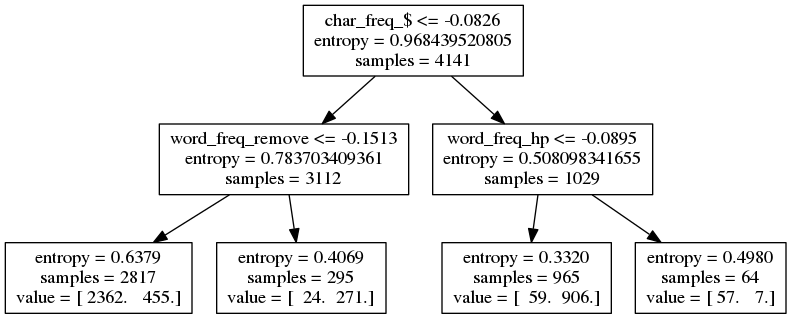 char_freq_$ <= -0.0826
entropy = 0.968439520805
samples = 4141
word_freq_remove <= -0.1513
entropy = 0.783703409361
samples = 3112
word_freq_hp <= -0.0895
entropy = 0.508098341655
samples = 1029
entropy = 0.6379
samples = 2817
value = [ 2362. 455.]
entropy = 0.4069
samples = 295
value = [ 24. 271.]
entropy = 0.3320
samples = 965
value = [ 59. 906.]
entropy = 0.4980
samples = 64
value = [ 57. 7.]